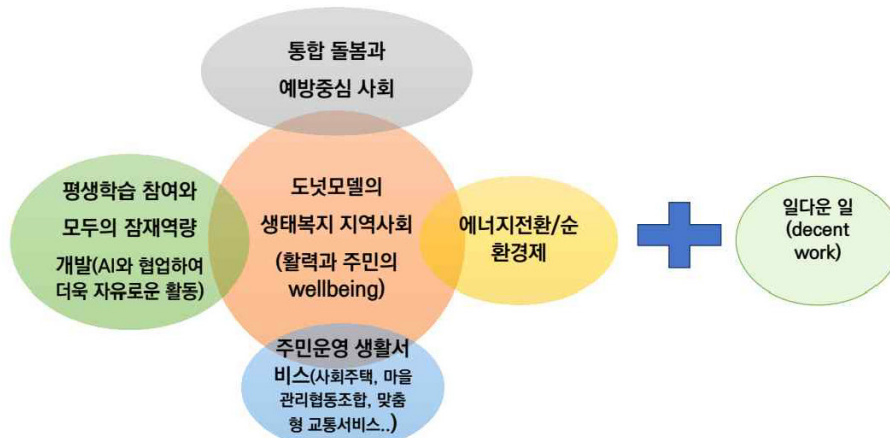 통합 돌봄과
예방중심 사회
평생학습 참여와
모두의 잠재역량
개발(AI와 협업하여
더욱 자유로운 활동)
도넛모델의
생태복지 지역사회
(활력과 주민의
wellbeing)
에너지전환/순
환경제
일다운 일
(decent
work)
주민운영 생활서
비스(사회주택, 마을
관리협동조합, 맞춤
형 교통서비스..)